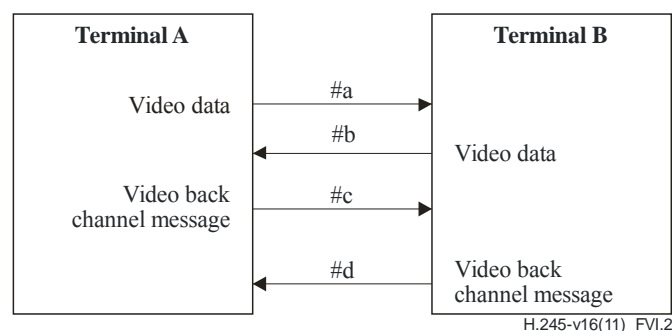 Terminal A
Terminal B
Video data
#a
#b
Video data
Video back
channel message
#c
#d
Video back
channel message
H.245-v16(11)_FVI.2